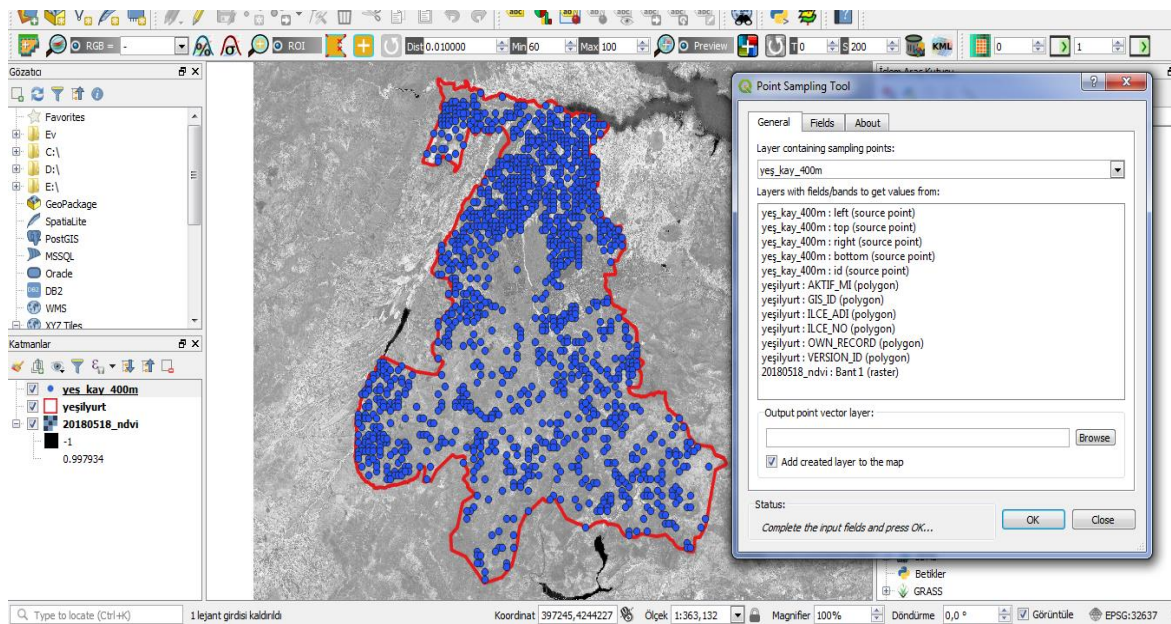 abc
ab
abc
abc
abc
abc
RGB = -
ROI
Dist 0.010000
Min 60
Max 100
Preview
T 0
S 200
KML
0
1
Gözatıcı
Favorites
Ev
C:\
D:\
E:\
GeoPackage
SpatiaLite
PostGIS
MSSQL
Oracle
DB2
DB2
WMS
XYZ Tiles
Katmanlar
yeş_kay_400m
yeşilyurt
20180518_ndvi
-1
0.997934
Point Sampling Tool
General
Fields
About
Layer containing sampling points:
yeş_kay_400m
Layers with fields/bands to get values from:
yeş_kay_400m : left (source point)
yeş_kay_400m : top (source point)
yeş_kay_400m : right (source point)
yeş_kay_400m : bottom (source point)
yeş_kay_400m : id (source point)
yeşilyurt : AKTIF_MI (polygon)
yeşilyurt : GIS_ID (polygon)
yeşilyurt : ILCE_ADI (polygon)
yeşilyurt : ILCE_NO (polygon)
yeşilyurt : OWN_RECORD (polygon)
yeşilyurt : VERSION_ID (polygon)
20180518_ndvi : Bant 1 (raster)
Output point vector layer:
Browse
Add created layer to the map
Status:
Complete the input fields and press OK...
OK
Close
Betikler
GRASS
Type to locate (Ctrl+K)
1 lejant girdisi kaldırıldı
Koordinat 397245,4244227
Ölçek 1:363,132
Magnifier 100%
Döndürme 0,0 °
Görüntüle
EPSG:32637